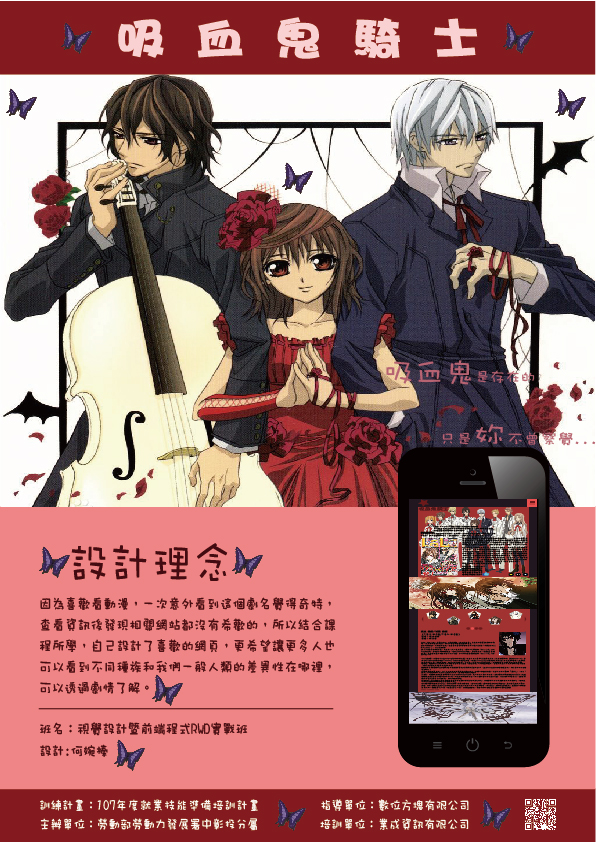 吸血鬼騎士
吸血鬼是存在的,
只是妳不曾察覺...
設計理念
因為喜歡看動漫，一次意外看到這個劇名覺得奇特，
查看資訊後發現相關網站都沒有喜歡的，所以結合課
程所學，自己設計了喜歡的網頁，更希望讓更多人也
可以看到不同種族和我們一般人類的差異性在哪裡，
可以透過劇情了解。
班名：視覺設計暨前端程式RWD實戰班
設計:何婉臻
訓練計畫：107年度就業技能準備培訓計畫
主辦單位：勞動部勞動力發展署中彰投分屬
指導單位：數位方塊有限公司
培訓單位：業成資訊有限公司